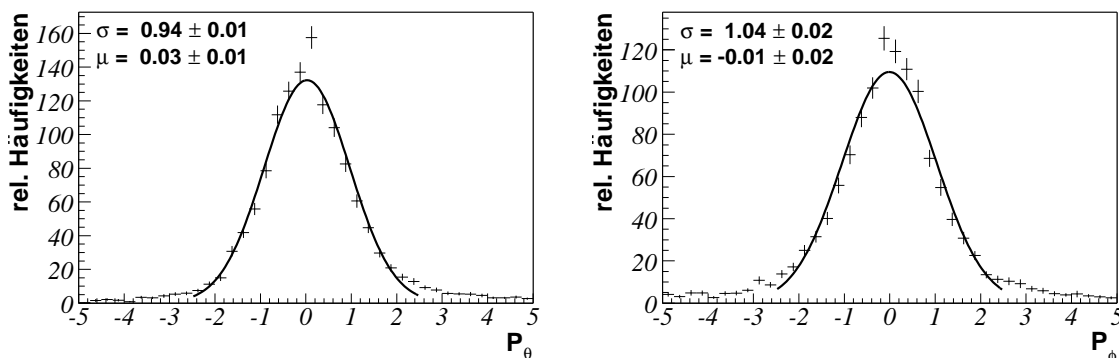 σ = 0.94 ± 0.01
μ = 0.03 ± 0.01
rel. Häufigkeiten
160
140
120
100
80
60
40
20
0
-5 -4 -3 -2 -1 0 1 2 3 4 5
P_θ
σ = 1.04 ± 0.02
μ = -0.01 ± 0.02
rel. Häufigkeiten
120
100
80
60
40
20
0
-5 -4 -3 -2 -1 0 1 2 3 4 5
P_ϕ